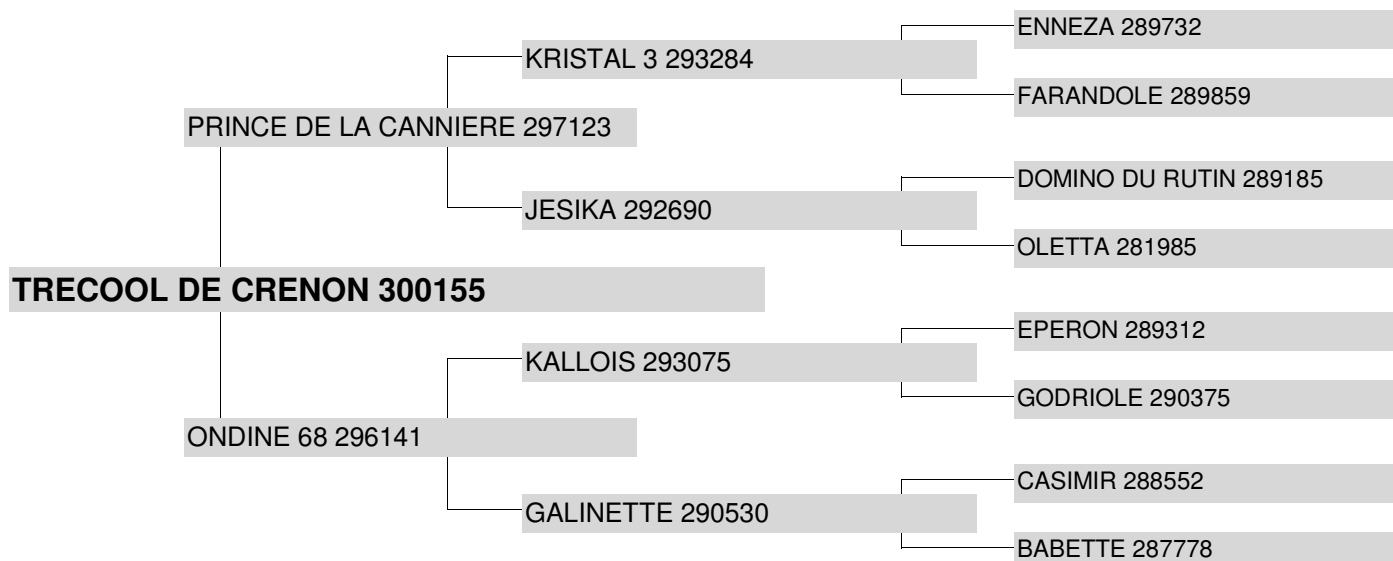 ENNEZA 289732
KRISTAL 3 293284
FARANDOLE 289859
PRINCE DE LA CANNIERE 297123
DOMINO DU RUTIN 289185
JESIKA 292690
OLETTA 281985
TRECOOL DE CRENON 300155
EPERON 289312
KALLOIS 293075
GODRIOLE 290375
ONDINE 68 296141
CASIMIR 288552
GALINETTE 290530
BABETTE 287778